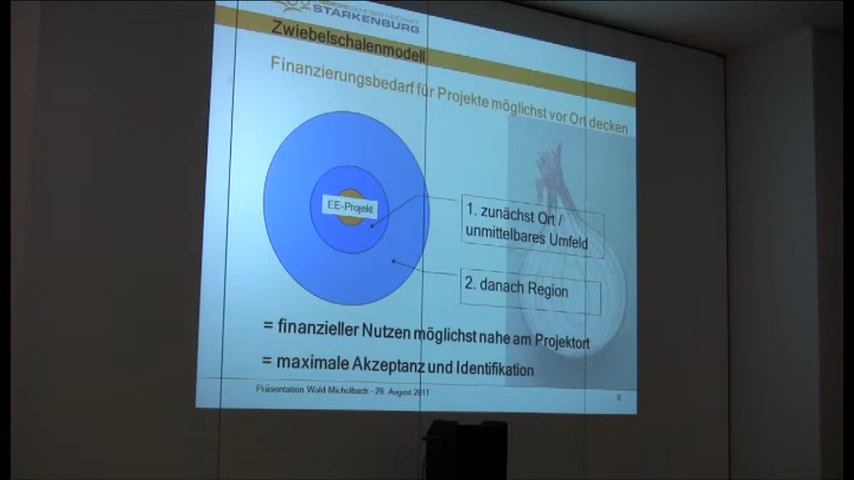 STARKENBURG
Zwiebelschalenmodell
Finanzierungsbedarf für Projekte möglichst vor Ort decken
EE-Projekt
1. zunächst Ort /
unmittelbares Umfeld
2. danach Region
= finanzieller Nutzen möglichst nahe am Projektort
= maximale Akzeptanz und Identifikation
Präsentation Wald-Michelbach - 29. August 2011